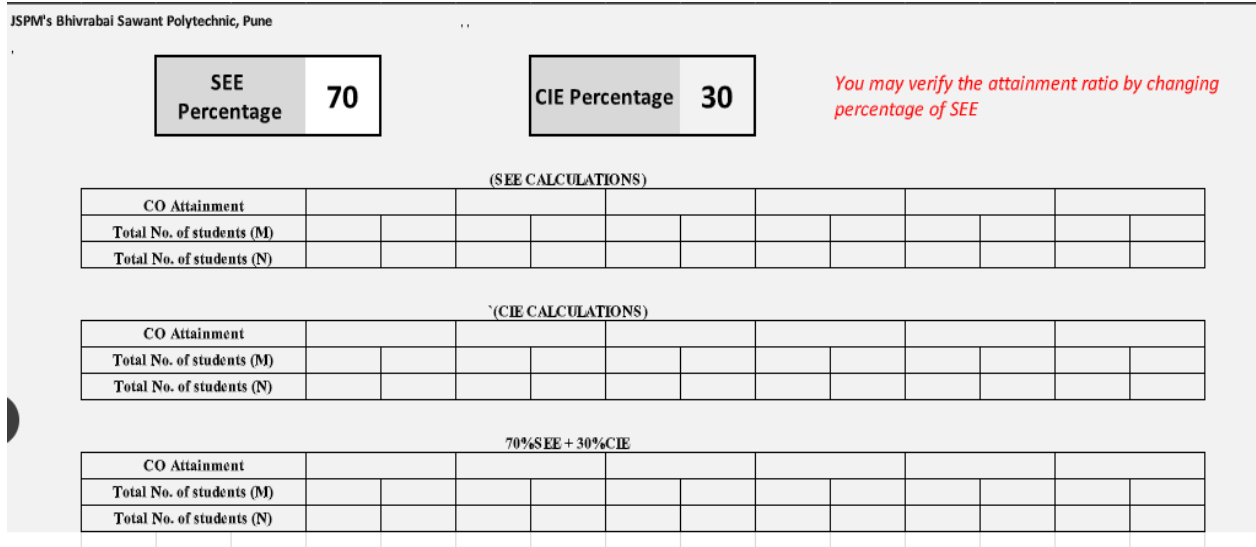 JSPM's Bhivrabai Sawant Polytechnic, Pune
, ,
,
SEE
Percentage
70
CIE Percentage
30
You may verify the attainment ratio by changing
percentage of SEE
(SEE CALCULATIONS)
CO Attainment
Total No. of students (M)
Total No. of students (N)
`(CIE CALCULATIONS)
CO Attainment
Total No. of students (M)
Total No. of students (N)
70%SEE + 30%CIE
CO Attainment
Total No. of students (M)
Total No. of students (N)